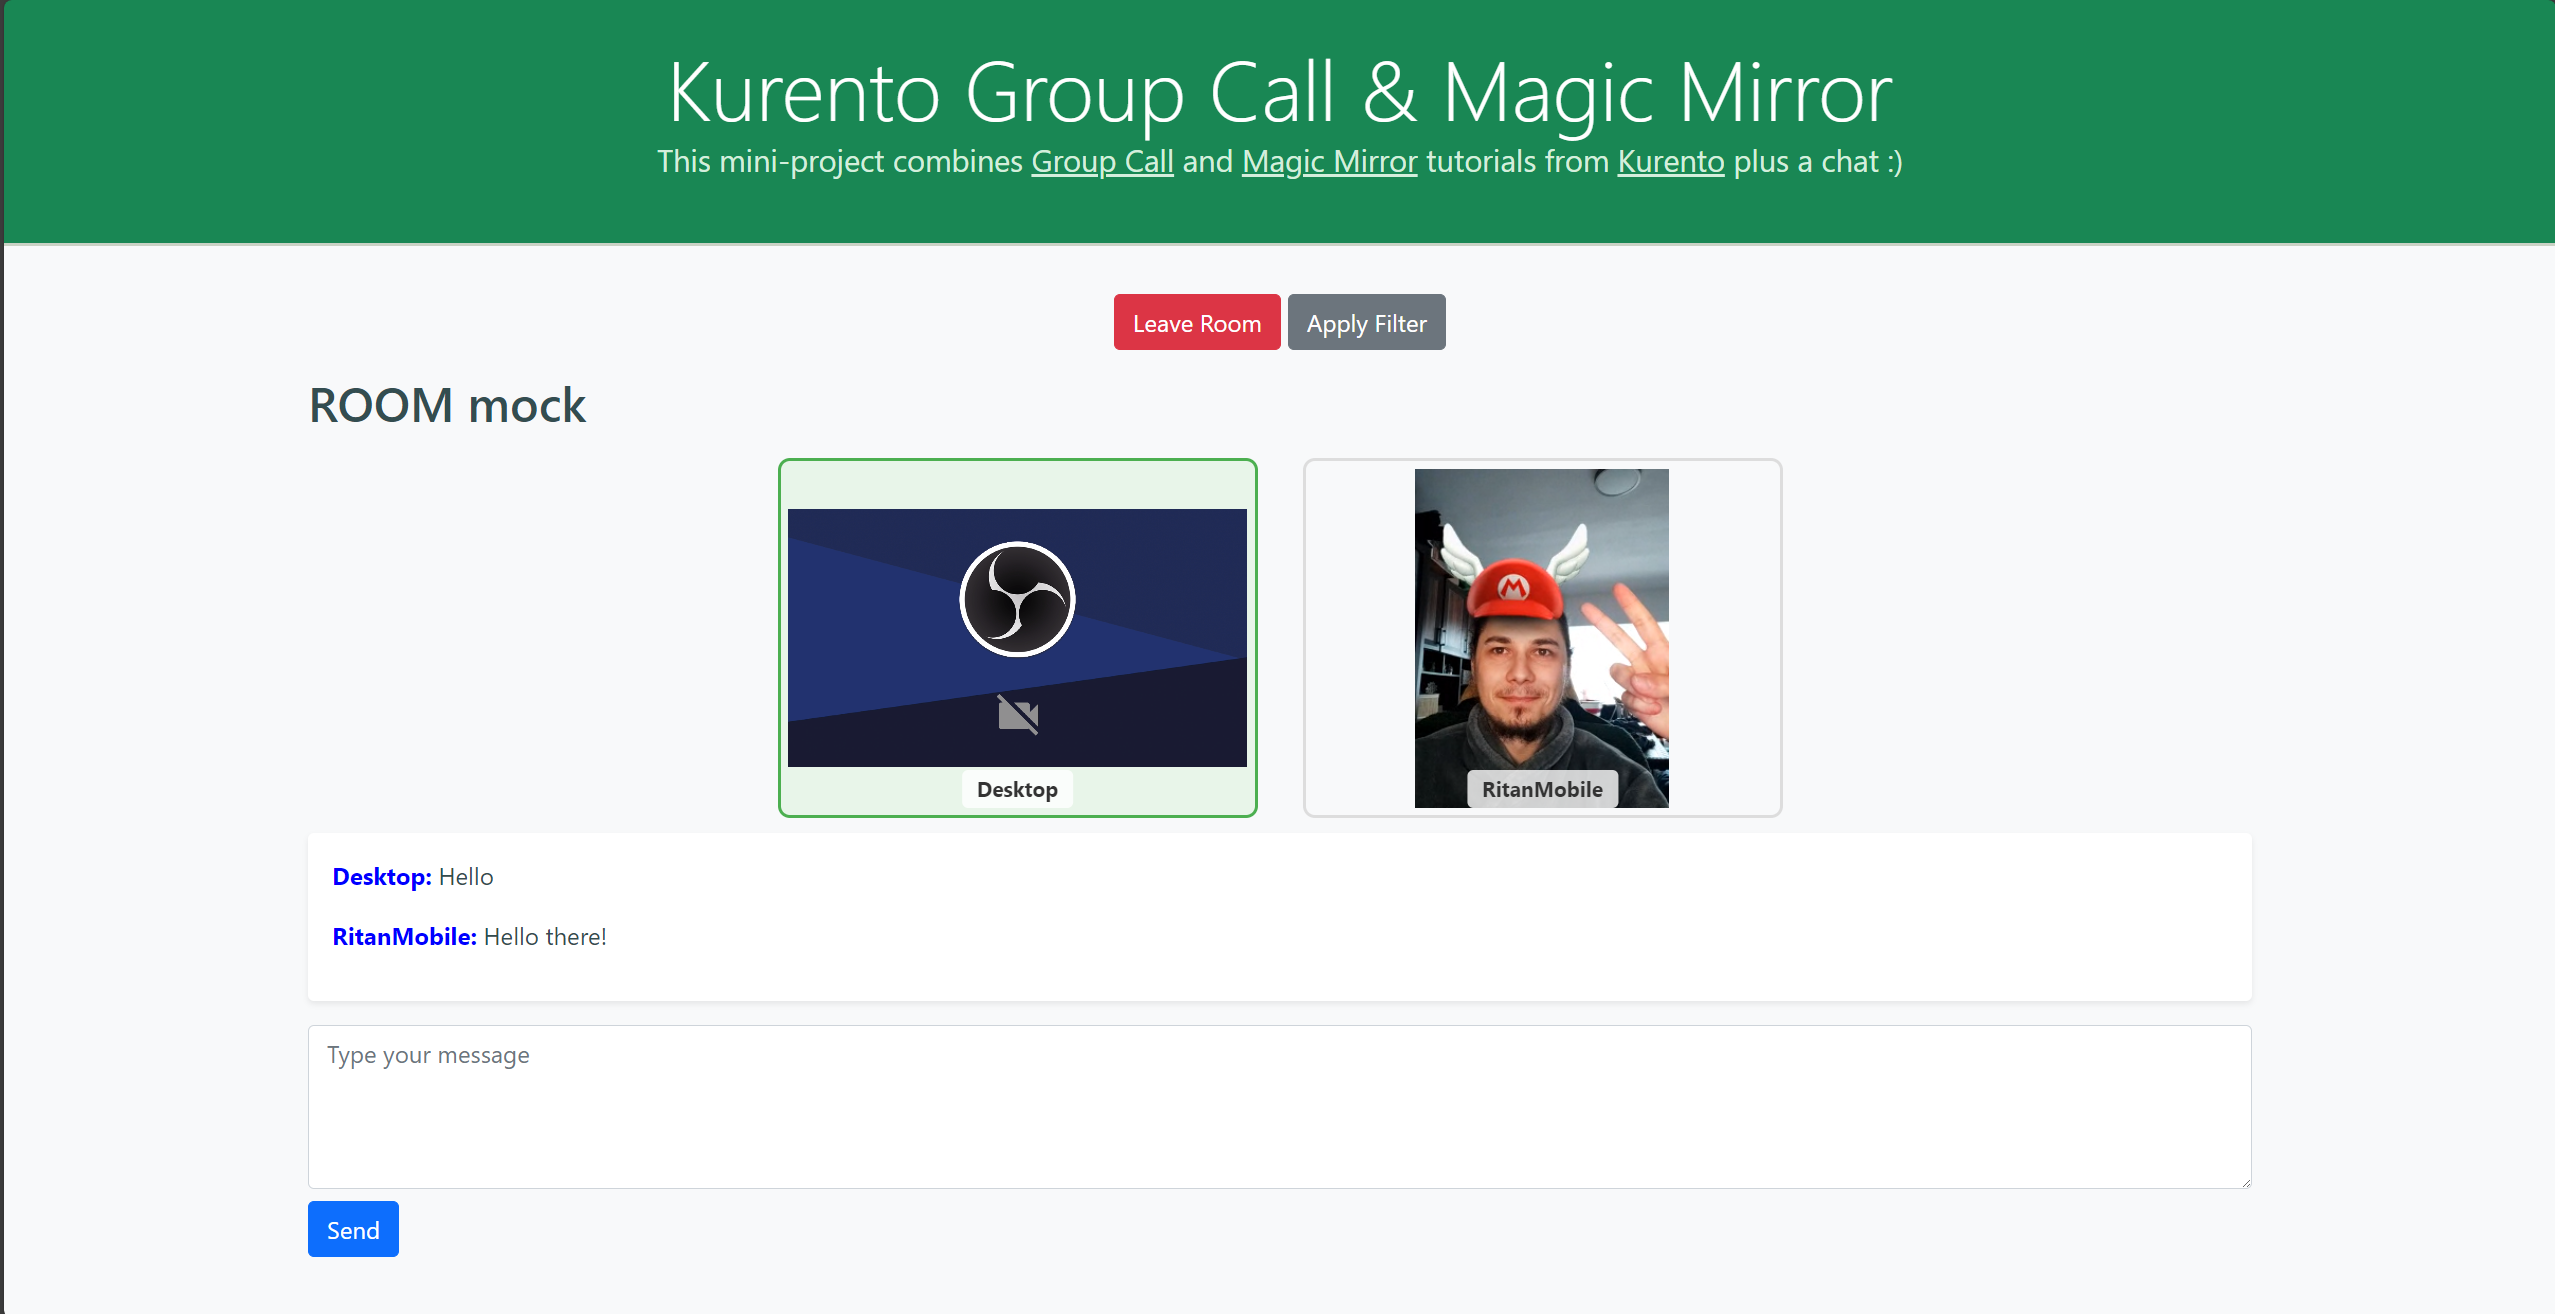 Kurento Group Call & Magic Mirror
This mini-project combines Group Call and Magic Mirror tutorials from Kurento plus a chat :)
Leave Room Apply Filter
ROOM mock
M
Desktop RitanMobile
Desktop: Hello
RitanMobile: Hello there!
Type your message
Send